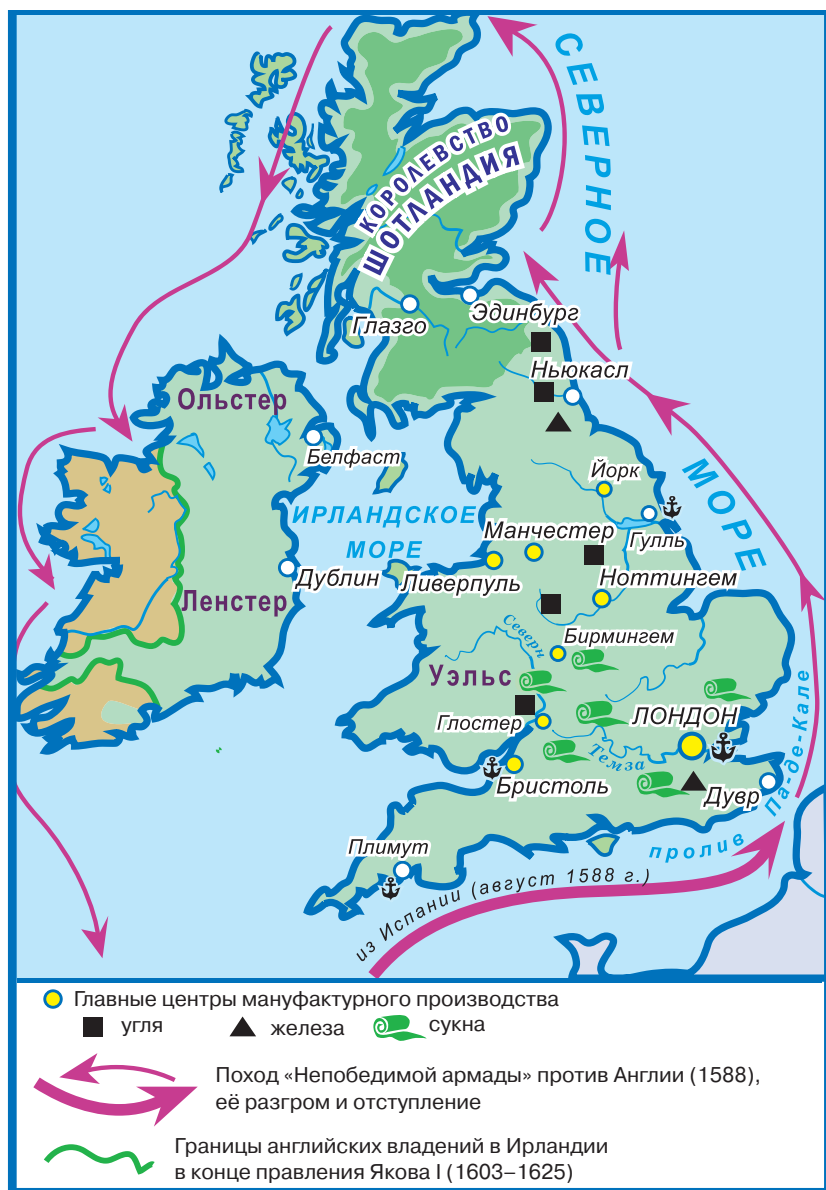 СЕВЕРНОЕ
МОРЕ
КОРОЛЕВСТВО
ШОТЛАНДИЯ
Глазго
Эдинбург
Ньюкасл
Ольстер
Белфаст
Йорк
ИРЛАНДСКОЕ
МОРЕ
Манчестер
Гулль
Дублин
Ливерпуль
Ноттингем
Ленстер
Северн
Бирмингем
Уэльс
Глостер
ЛОНДОН
Темза
Бристоль
Дувр
пролив Па-де-Кале
Плимут
из Испании (август 1588 г.)
Главные центры мануфактурного производства
угля железа сукна
Поход «Непобедимой армады» против Англии (1588),
её разгром и отступление
Границы английских владений в Ирландии
в конце правления Якова I (1603–1625)